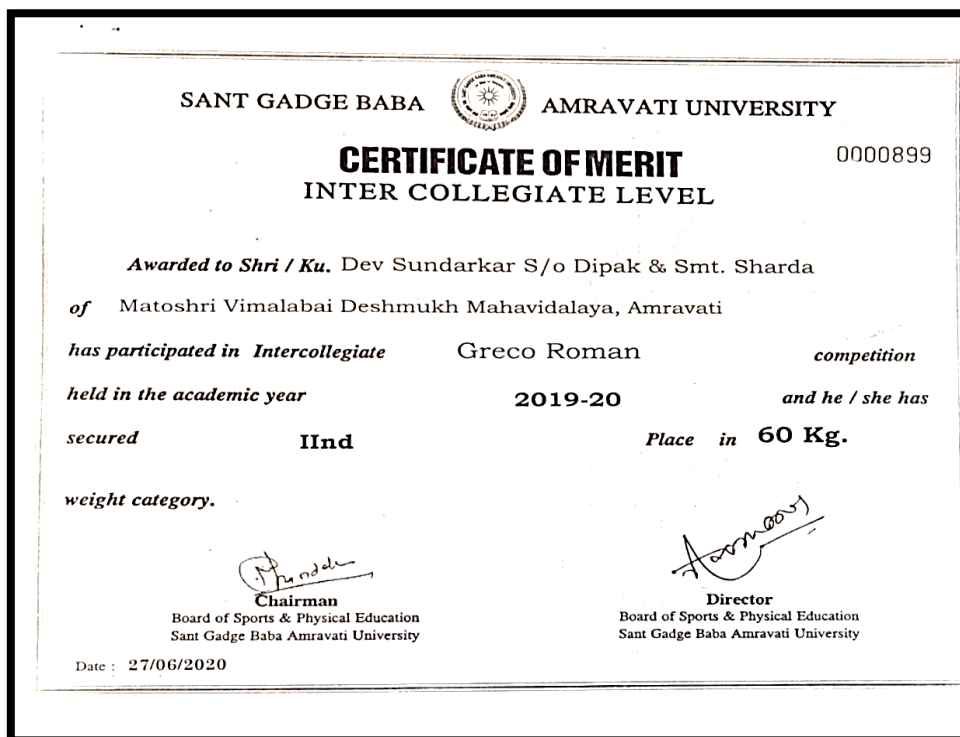 SANT GADGE BABA AMRAVATI UNIVERSITY
0000899
CERTIFICATE OF MERIT
INTER COLLEGIATE LEVEL
Awarded to Shri / Ku. Dev Sundarkar S/o Dipak & Smt. Sharda
of Matoshri Vimalabai Deshmukh Mahavidalaya, Amravati
has participated in Intercollegiate Greco Roman competition
held in the academic year 2019-20 and he / she has
secured IInd Place in 60 Kg.
weight category.
Chairman
Board of Sports & Physical Education
Sant Gadge Baba Amravati University
Director
Board of Sports & Physical Education
Sant Gadge Baba Amravati University
Date : 27/06/2020